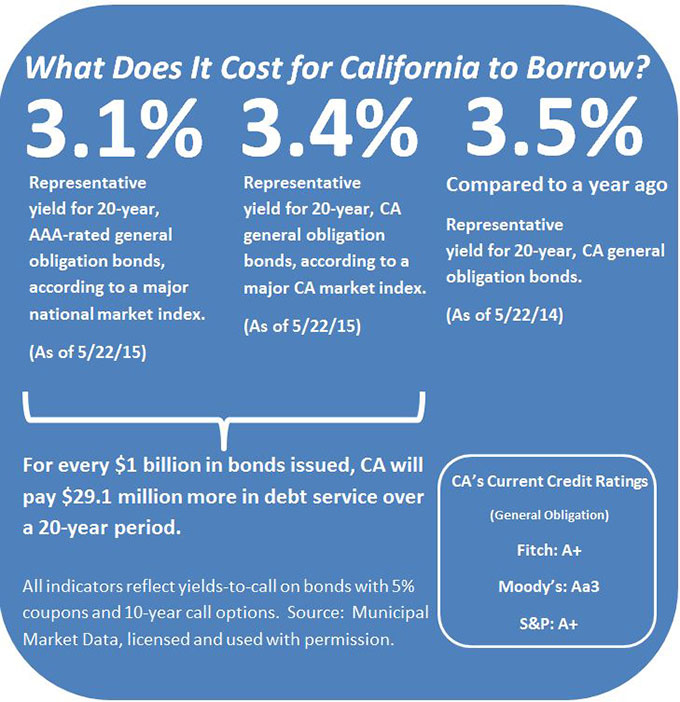 What Does It Cost for California to Borrow?
3.1%
Representative
yield for 20-year,
AAA-rated general
obligation bonds,
according to a major
national market index.
(As of 5/22/15)
3.4%
Representative
yield for 20-year, CA
general obligation
bonds, according to a
major CA market index.
(As of 5/22/15)
3.5%
Compared to a year ago
Representative
yield for 20-year, CA general
obligation bonds.
(As of 5/22/14)
For every $1 billion in bonds issued, CA will
pay $29.1 million more in debt service over
a 20-year period.
All indicators reflect yields-to-call on bonds with 5%
coupons and 10-year call options.  Source:  Municipal
Market Data, licensed and used with permission.
CA's Current Credit Ratings
(General Obligation)
Fitch: A+
Moody's: Aa3
S&P: A+